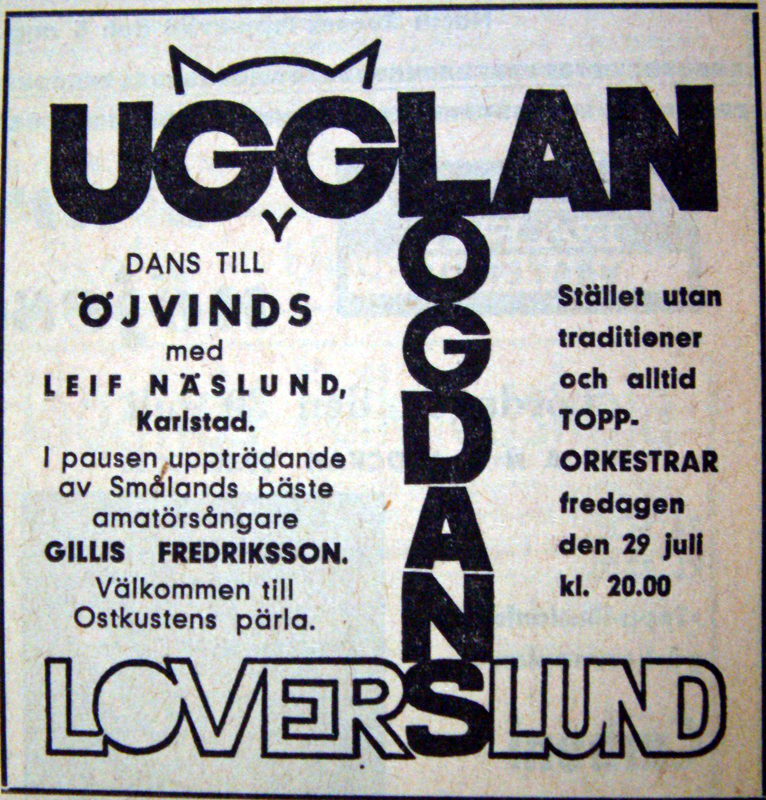 UGGLAN
LOGDANS
DANS TILL
ÖJVINDS
med
LEIF NÄSLUND,
Karlstad.
I pausen uppträdande
av Smålands bäste
amatörsångare
GILLIS FREDRIKSSON.
Välkommen till
Ostkustens pärla.
Stället utan
traditioner
och alltid
TOPP-
ORKESTRAR
fredagen
den 29 juli
kl. 20.00
LOVERSLUND